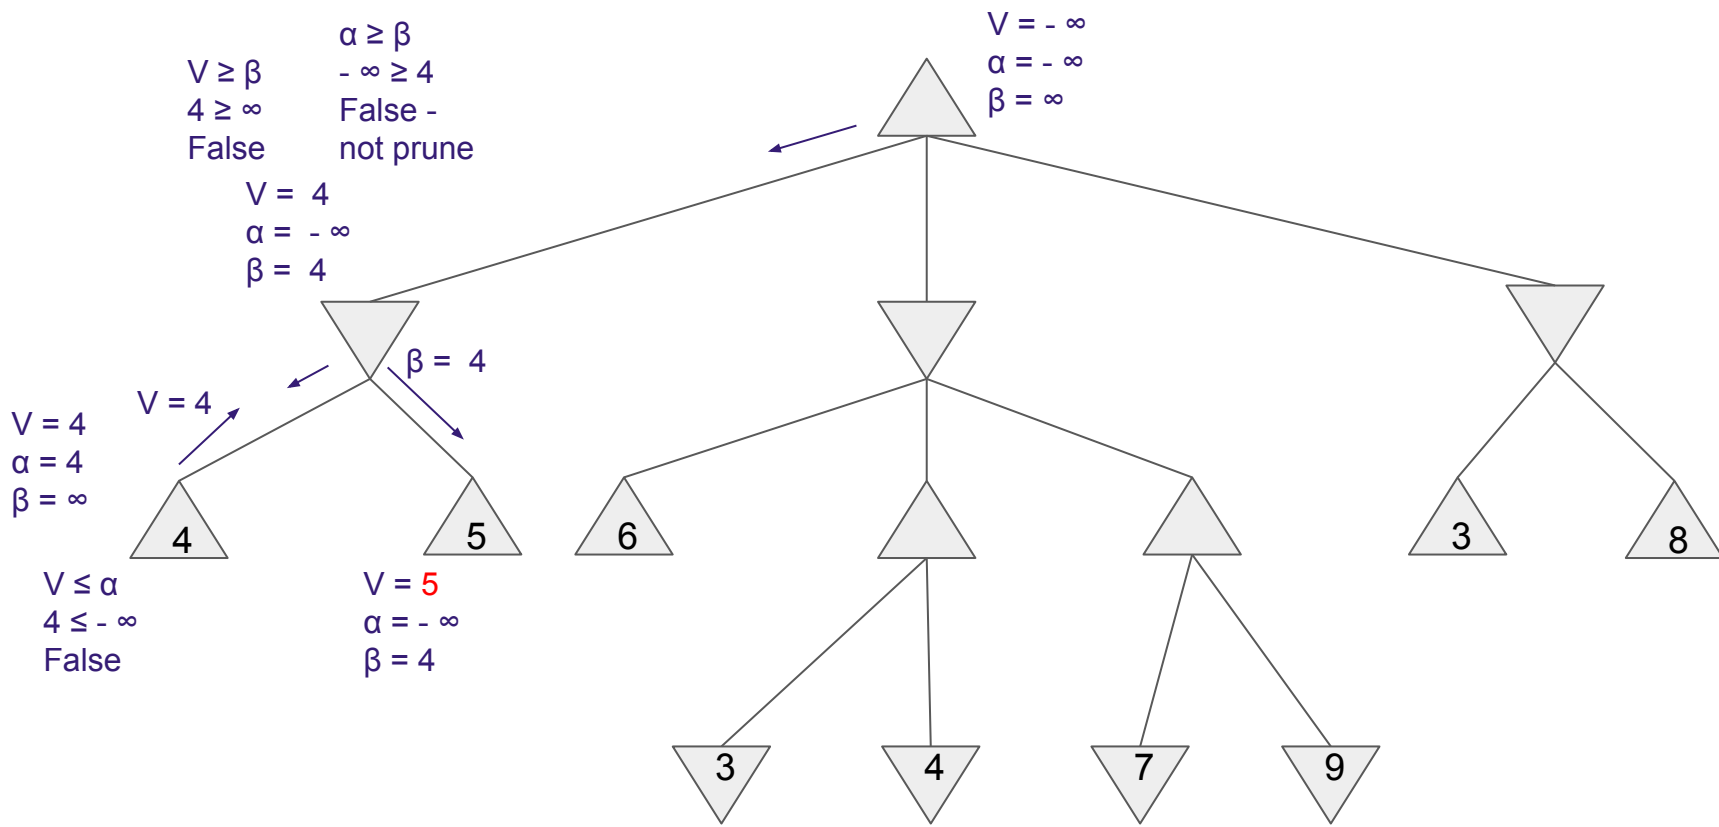 V = - ∞
α = - ∞
β = ∞
V ≥ β
4 ≥ ∞
False
α ≥ β
- ∞ ≥ 4
False -
not prune
V = 4
α = - ∞
β = 4
β = 4
V = 4
V = 4
α = 4
β = ∞
4
5
6
3
8
V ≤ α
4 ≤ - ∞
False
V = 5
α = - ∞
β = 4
3
4
7
9